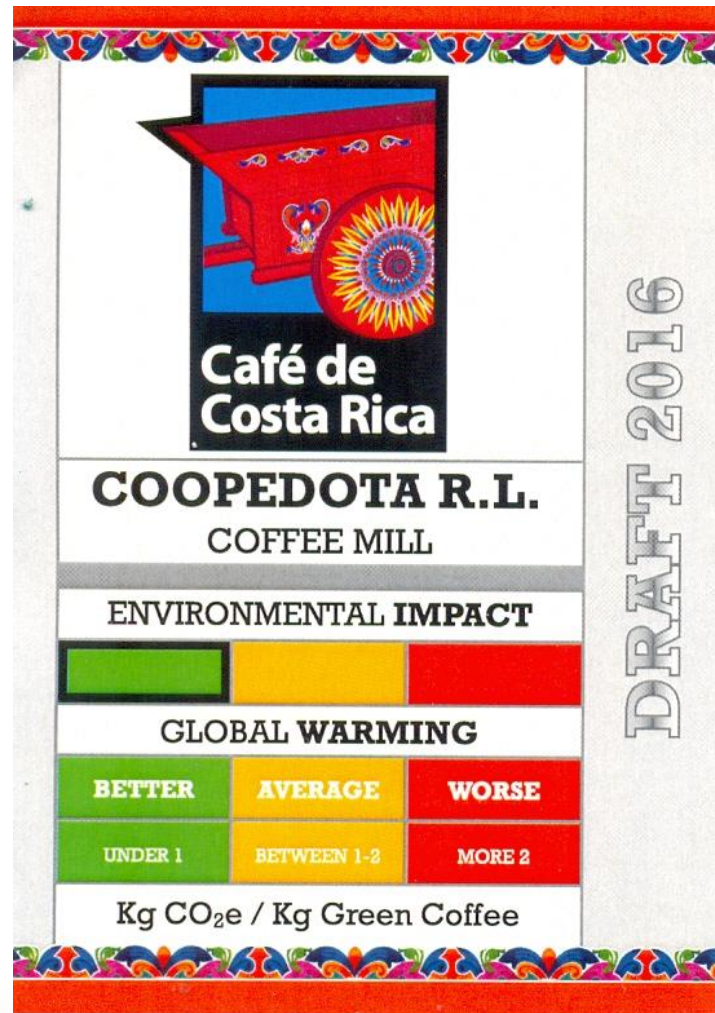 Café de
Costa Rica
COOPEDOTA R.L.
COFFEE MILL
ENVIRONMENTAL IMPACT
GLOBAL WARMING
BETTER AVERAGE WORSE
UNDER 1 BETWEEN 1-2 MORE 2
Kg CO₂e / Kg Green Coffee
DRAFT 2016